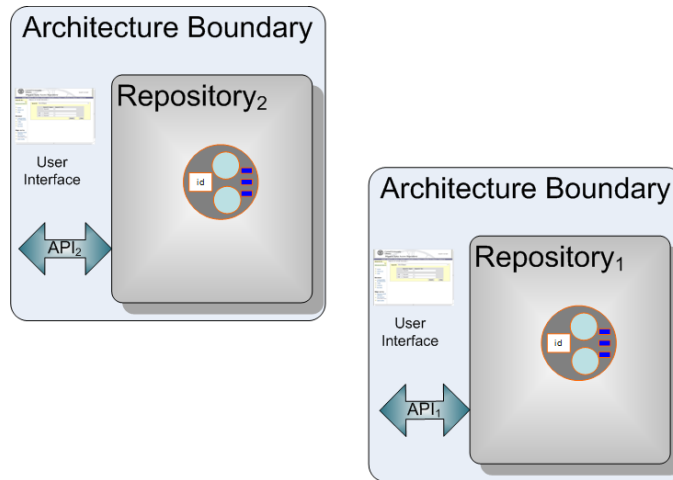 Architecture Boundary
Repository₂
id
User
Interface
API₂
Architecture Boundary
Repository₁
id
User
Interface
API₁